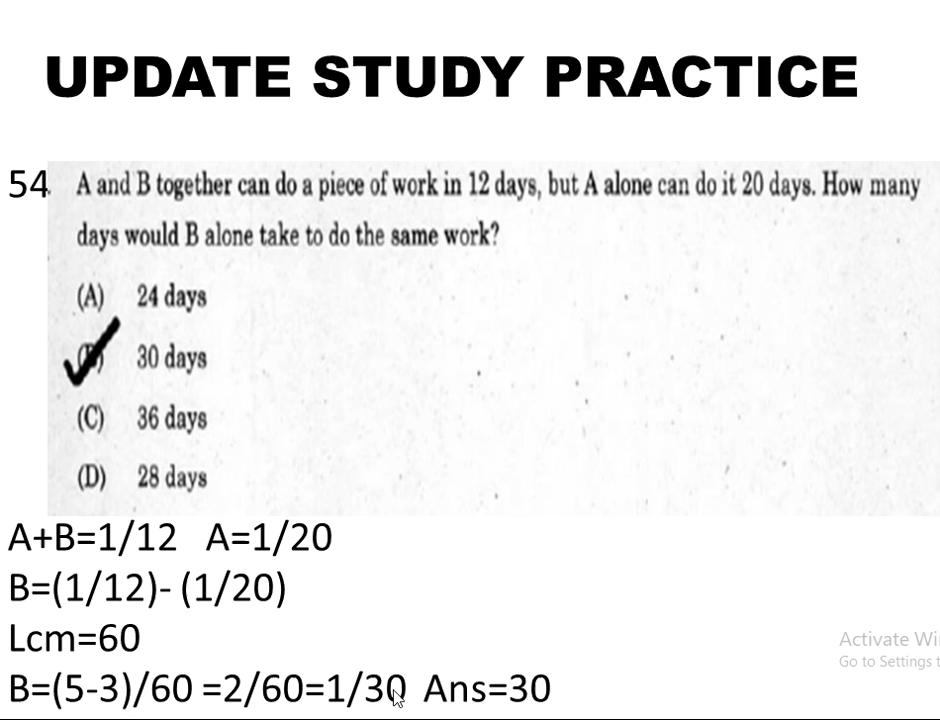 UPDATE STUDY PRACTICE
54. A and B together can do a piece of work in 12 days, but A alone can do it 20 days. How many
days would B alone take to do the same work?
(A) 24 days
30 days
(C) 36 days
(D) 28 days
A+B=1/12 A=1/20
B=(1/12)- (1/20)
Lcm=60
Activate Wi
Go to Settings t
B=(5-3)/60 =2/60=1/30 Ans=30